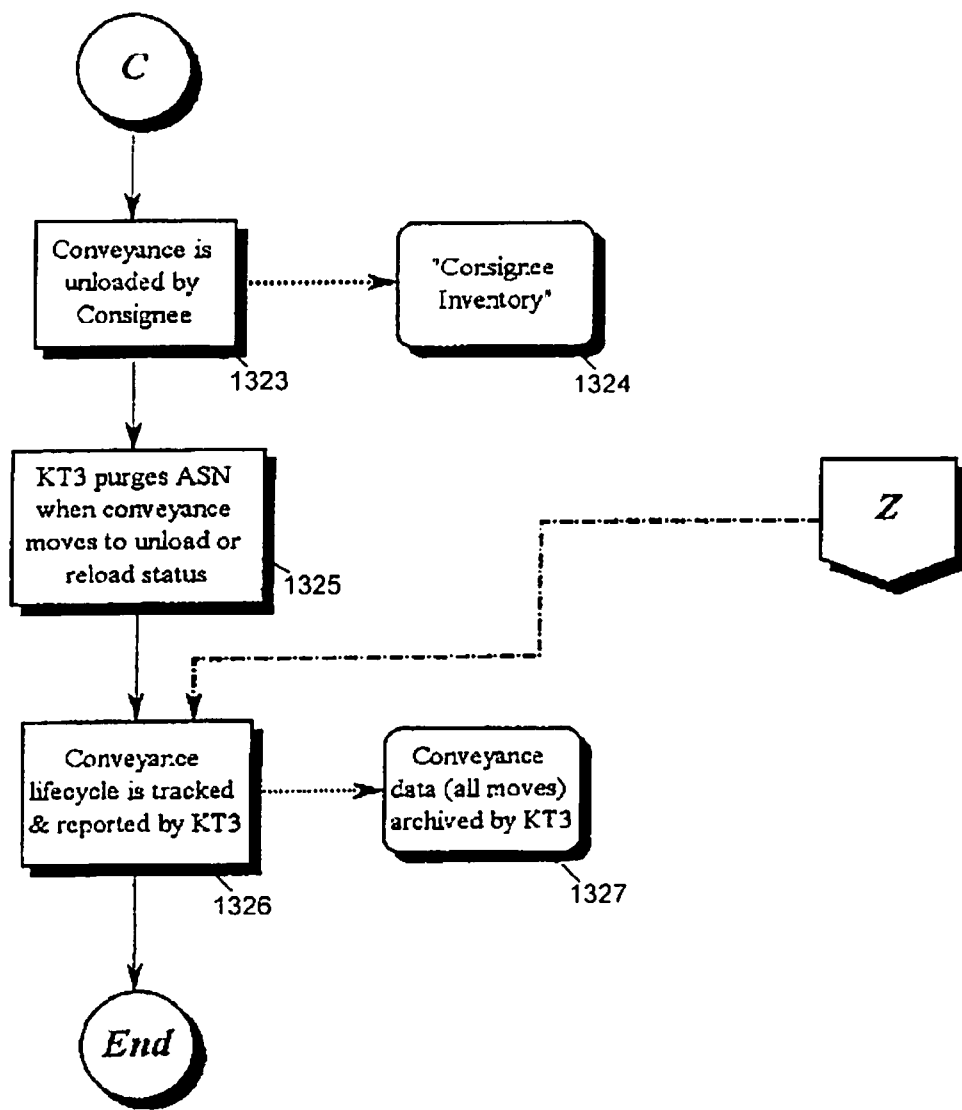 C
Conveyance is
unloaded by
Consignee
1323
"Consignee
Inventory"
1324
KT3 purges ASN
when conveyance
moves to unload or
reload status
1325
Z
Conveyance
lifecycle is tracked
& reported by KT3
1326
Conveyance
data (all moves)
archived by KT3
1327
End